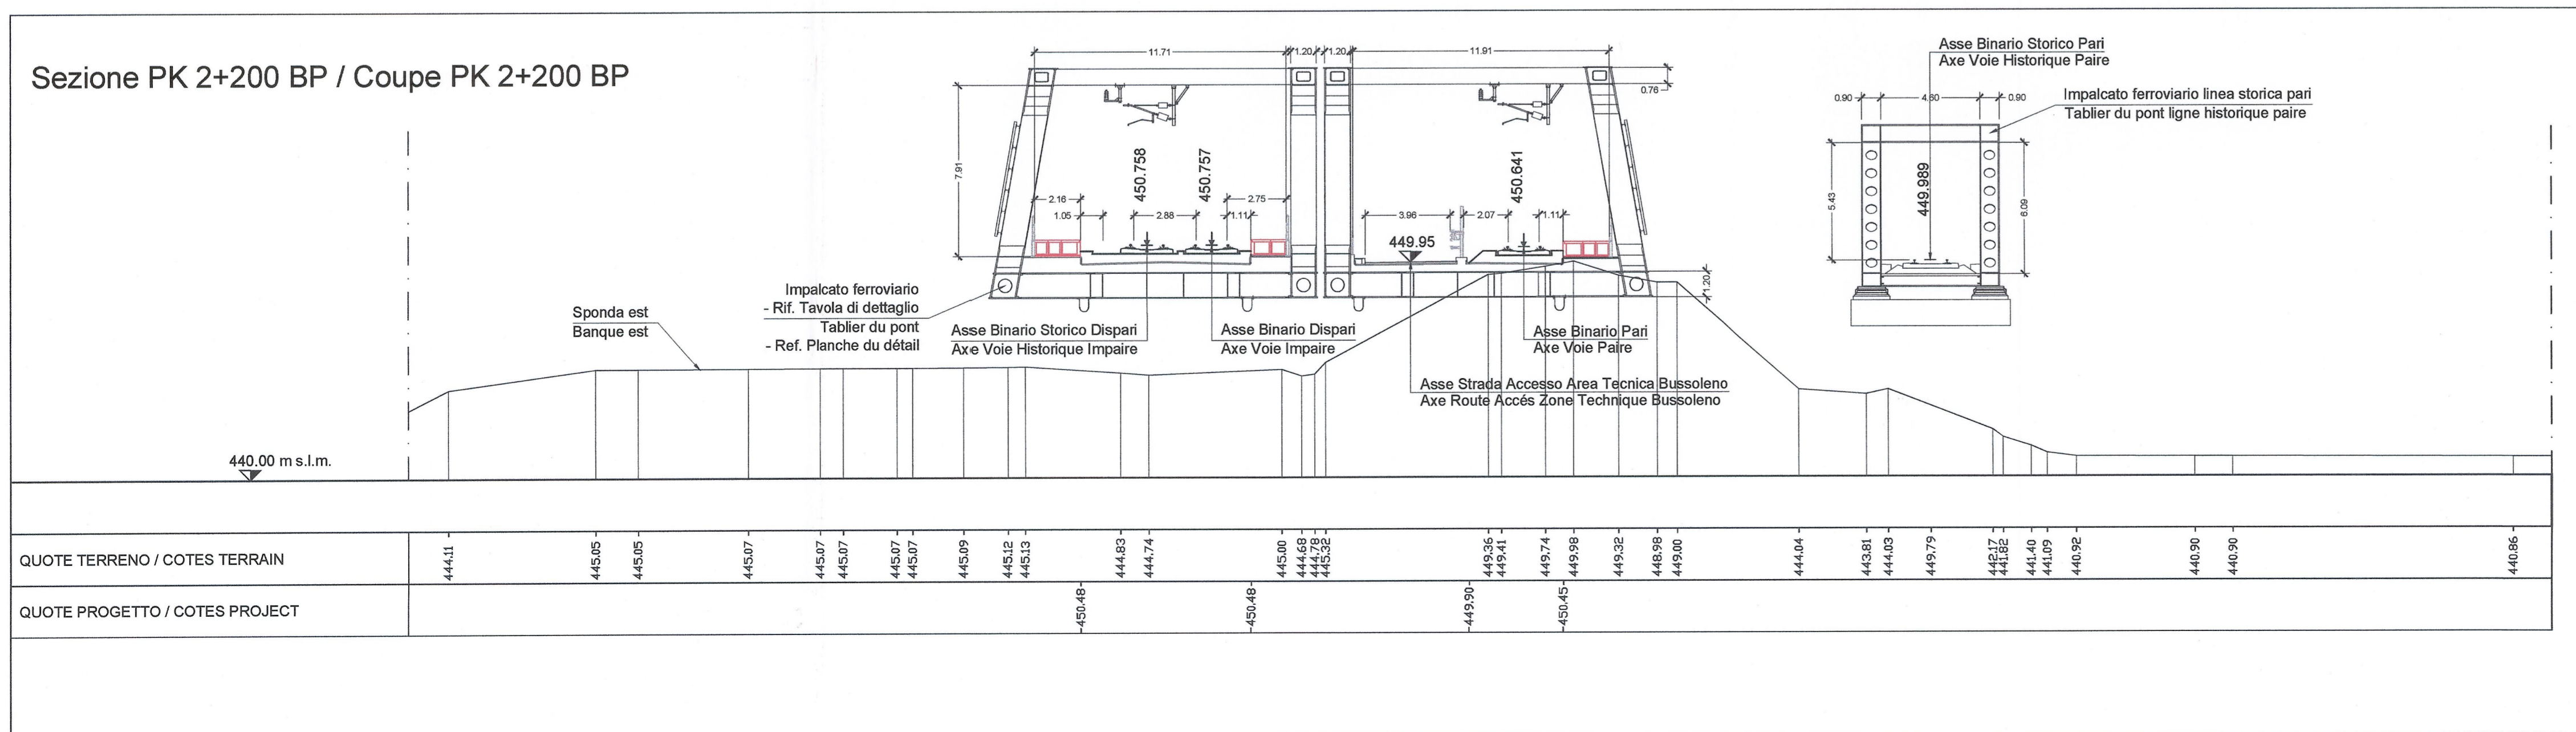 Sezione PK 2+200 BP / Coupe PK 2+200 BP
11.71
1.20
1.20
11.91
0.76
7.91
450.758
450.757
450.641
2.16
1.05
2.88
2.75
1.11
3.96
2.07
1.11
449.95
1.20
Asse Binario Storico Pari
Axe Voie Historique Paire
Impalcato ferroviario linea storica pari
Tablier du pont ligne historique paire
0.90
4.60
0.90
5.43
449.989
6.09
Sponda est
Banque est
Impalcato ferroviario
- Rif. Tavola di dettaglio
Tablier du pont
- Ref. Planche du détail
Asse Binario Storico Dispari
Axe Voie Historique Impaire
Asse Binario Dispari
Axe Voie Impaire
Asse Binario Pari
Axe Voie Paire
Asse Strada Accesso Area Tecnica Bussoleno
Axe Route Accés Zone Technique Bussoleno
440.00 m s.l.m.
QUOTE TERRENO / COTES TERRAIN
444.11
445.05
445.05
445.07
445.07
445.07
445.07
445.07
445.09
445.12
445.13
444.83
444.74
445.00
444.68
444.78
445.32
449.36
449.41
449.74
449.98
449.32
448.98
449.00
444.04
443.81
444.03
449.79
442.17
441.82
441.40
441.09
440.92
440.90
440.90
440.86
QUOTE PROGETTO / COTES PROJECT
450.48
450.48
449.90
450.45